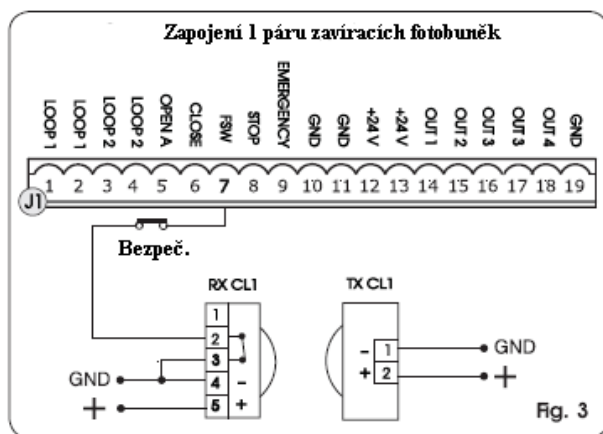 Zapojení 1 páru zavíracích fotobuněk
LOOP 1 LOOP 1 LOOP 2 LOOP 2 OPEN A CLOSE FSW STOP EMERGENCY GND GND +24 V +24 V OUT 1 OUT 2 OUT 3 OUT 3 OUT 4 GND
1 2 3 4 5 6 7 8 9 10 11 12 13 14 15 16 17 18 19
J1
Bezpeč.
RX CL1
1
2
3
GND 4 -
+ 5 +
TX CL1
- 1 GND
+ 2 +
Fig. 3